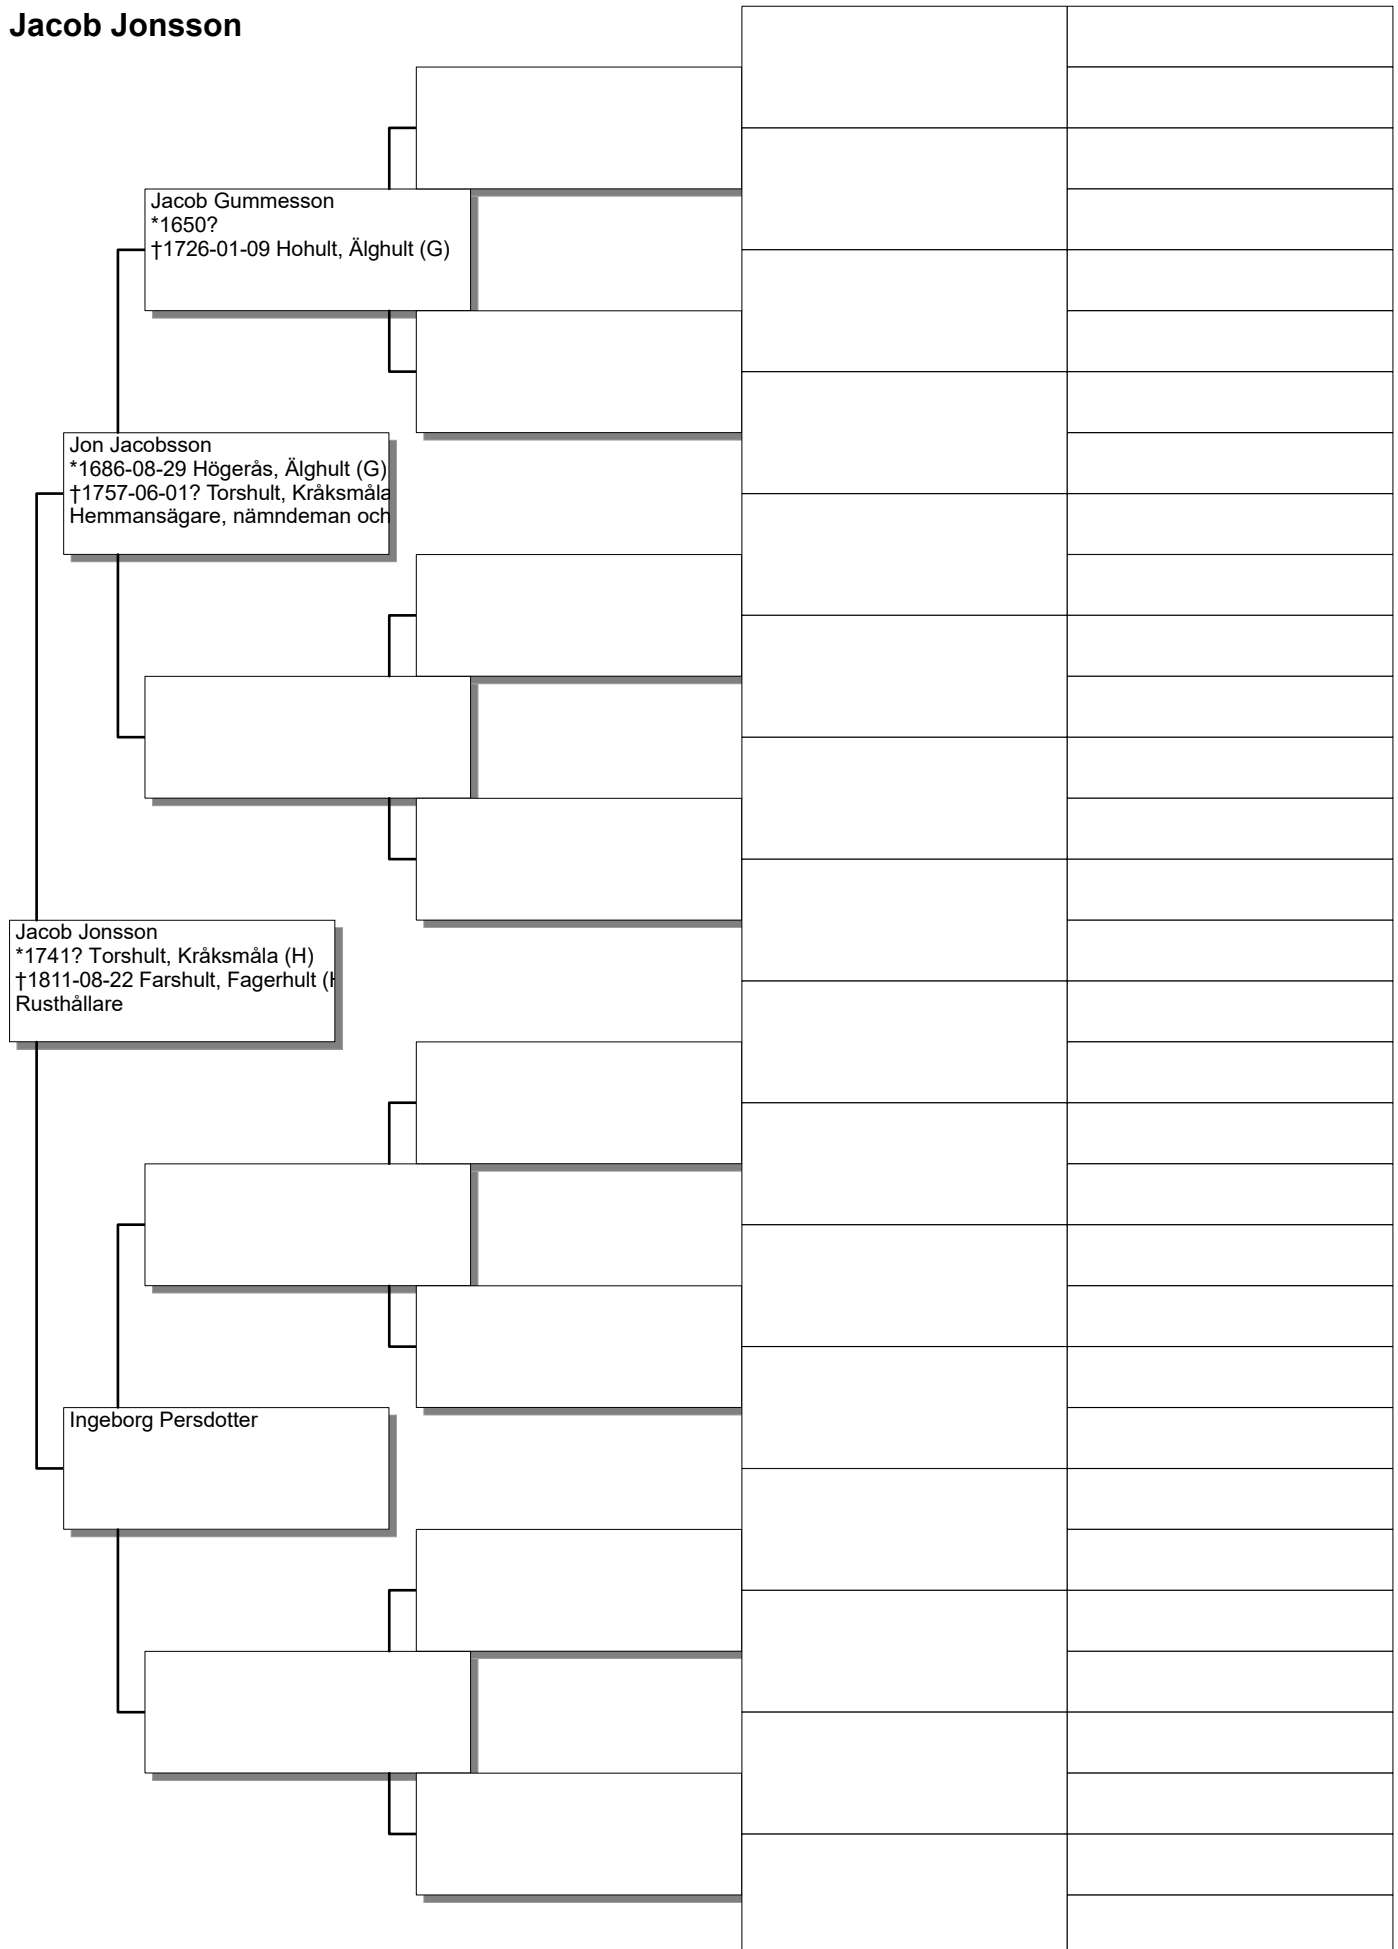 Jacob Jonsson
Jacob Gummesson
*1650?
†1726-01-09 Hohult, Älghult (G)
Jon Jacobsson
*1686-08-29 Högerås, Älghult (G)
†1757-06-01? Torshult, Kråksmåla
Hemmansägare, nämndeman och
Jacob Jonsson
*1741? Torshult, Kråksmåla (H)
†1811-08-22 Farshult, Fagerhult (H
Rusthållare
Ingeborg Persdotter